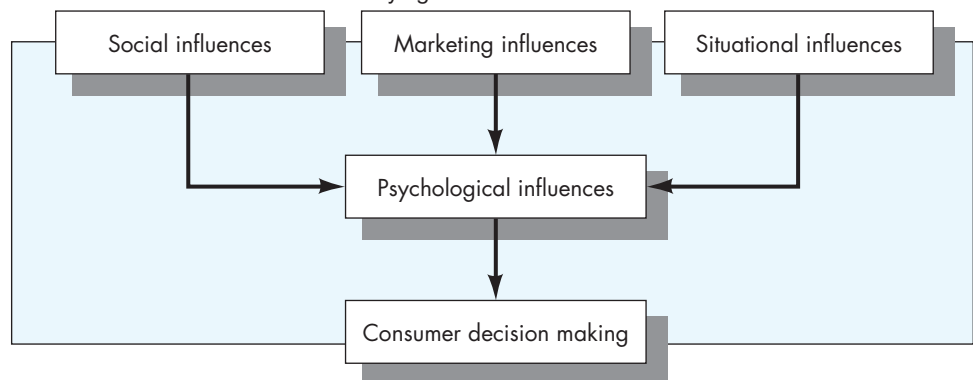 Social influences
Marketing influences
Situational influences
Psychological influences
Consumer decision making